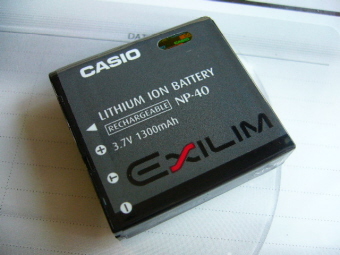 CASIO
LITHIUM ION BATTERY
RECHARGEABLE NP-40
3.7V 1300mAh
EXILIM